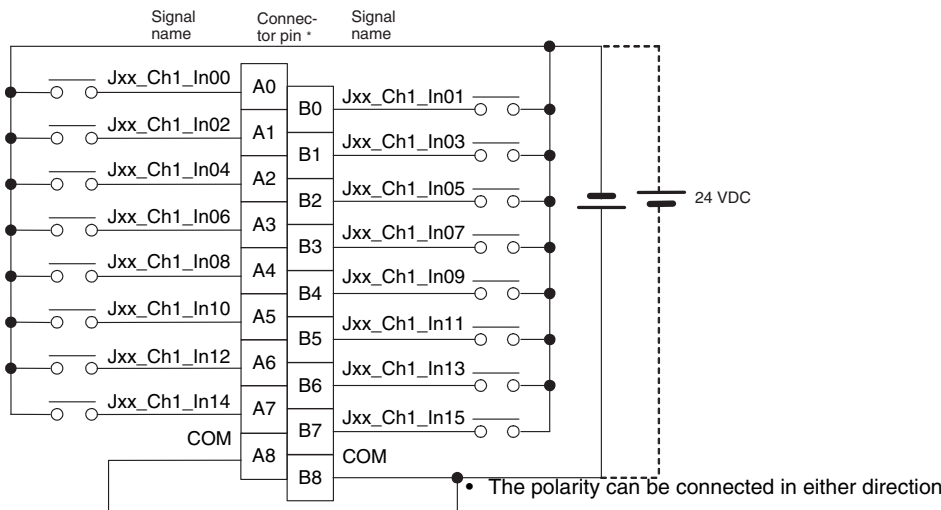 Signal name
Connec-
tor pin *
Signal name
Jxx_Ch1_In00
A0
B0
Jxx_Ch1_In01
Jxx_Ch1_In02
A1
B1
Jxx_Ch1_In03
Jxx_Ch1_In04
A2
B2
Jxx_Ch1_In05
24 VDC
Jxx_Ch1_In06
A3
B3
Jxx_Ch1_In07
Jxx_Ch1_In08
A4
B4
Jxx_Ch1_In09
Jxx_Ch1_In10
A5
B5
Jxx_Ch1_In11
Jxx_Ch1_In12
A6
B6
Jxx_Ch1_In13
Jxx_Ch1_In14
A7
B7
Jxx_Ch1_In15
COM
A8
B8
COM
• The polarity can be connected in either direction